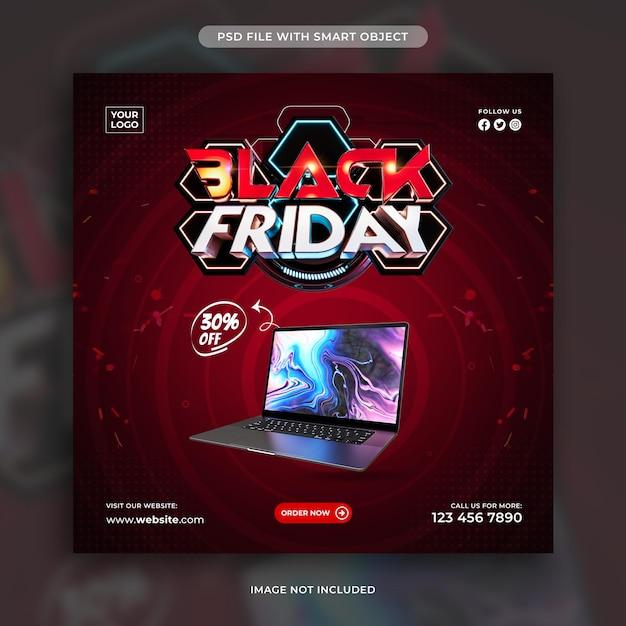 PSD FILE WITH SMART OBJECT
YOUR
LOGO
FOLLOW US
BLACK
FRIDAY
30%
OFF
VISIT OUR WEBSITE:
www.website.com
ORDER NOW
CALL US FOR MORE:
123 456 7890
IMAGE NOT INCLUDED